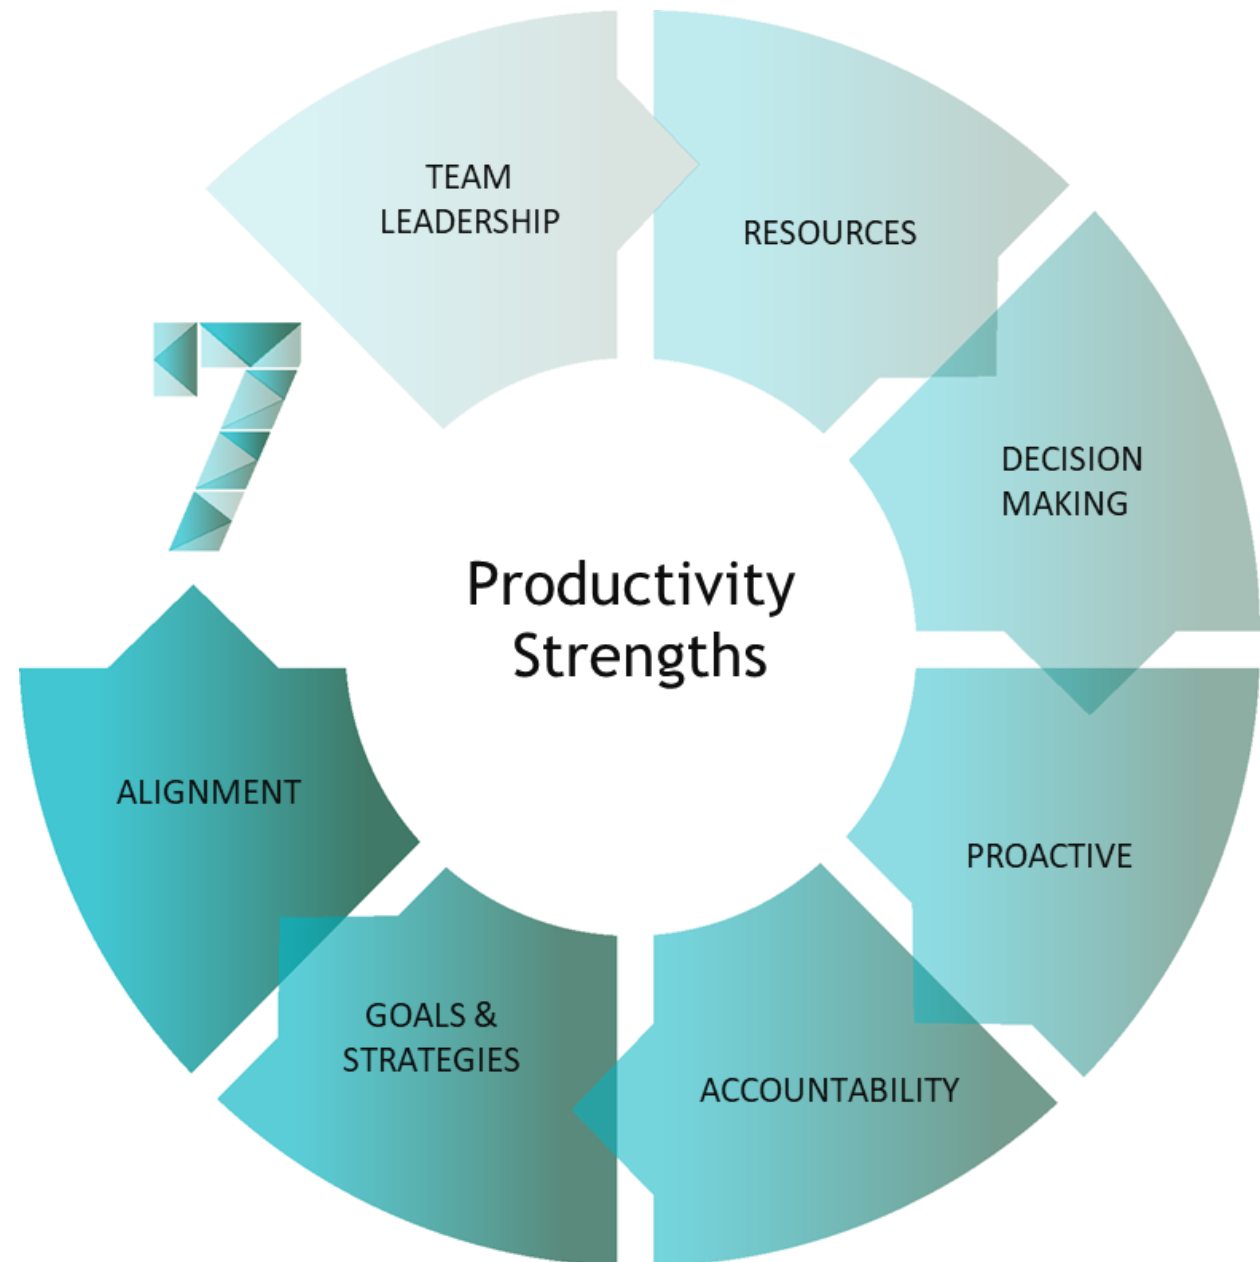 TEAM
LEADERSHIP
RESOURCES
DECISION
MAKING
PROACTIVE
ACCOUNTABILITY
GOALS &
STRATEGIES
ALIGNMENT
7
Productivity
Strengths